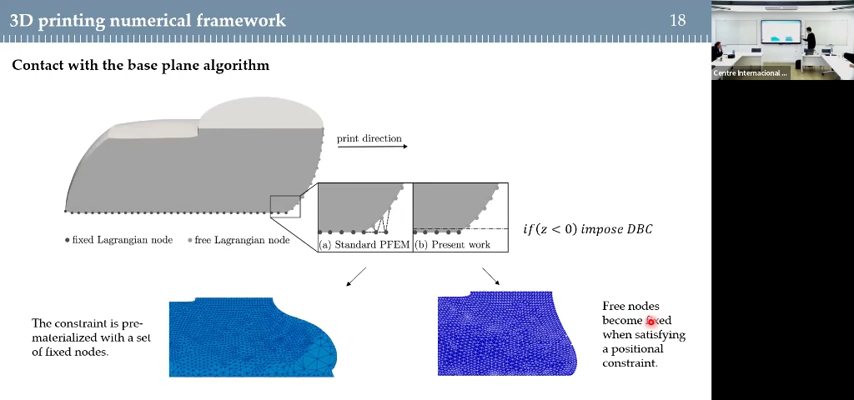 3D printing numerical framework
18
Centre Internacional ...
Contact with the base plane algorithm
print direction
fixed Lagrangian node
free Lagrangian node
(a) Standard PFEM
(b) Present work
if(z < 0) impose DBC
The constraint is pre-
materialized with a set
of fixed nodes.
Free nodes
become fixed
when satisfying
a positional
constraint.